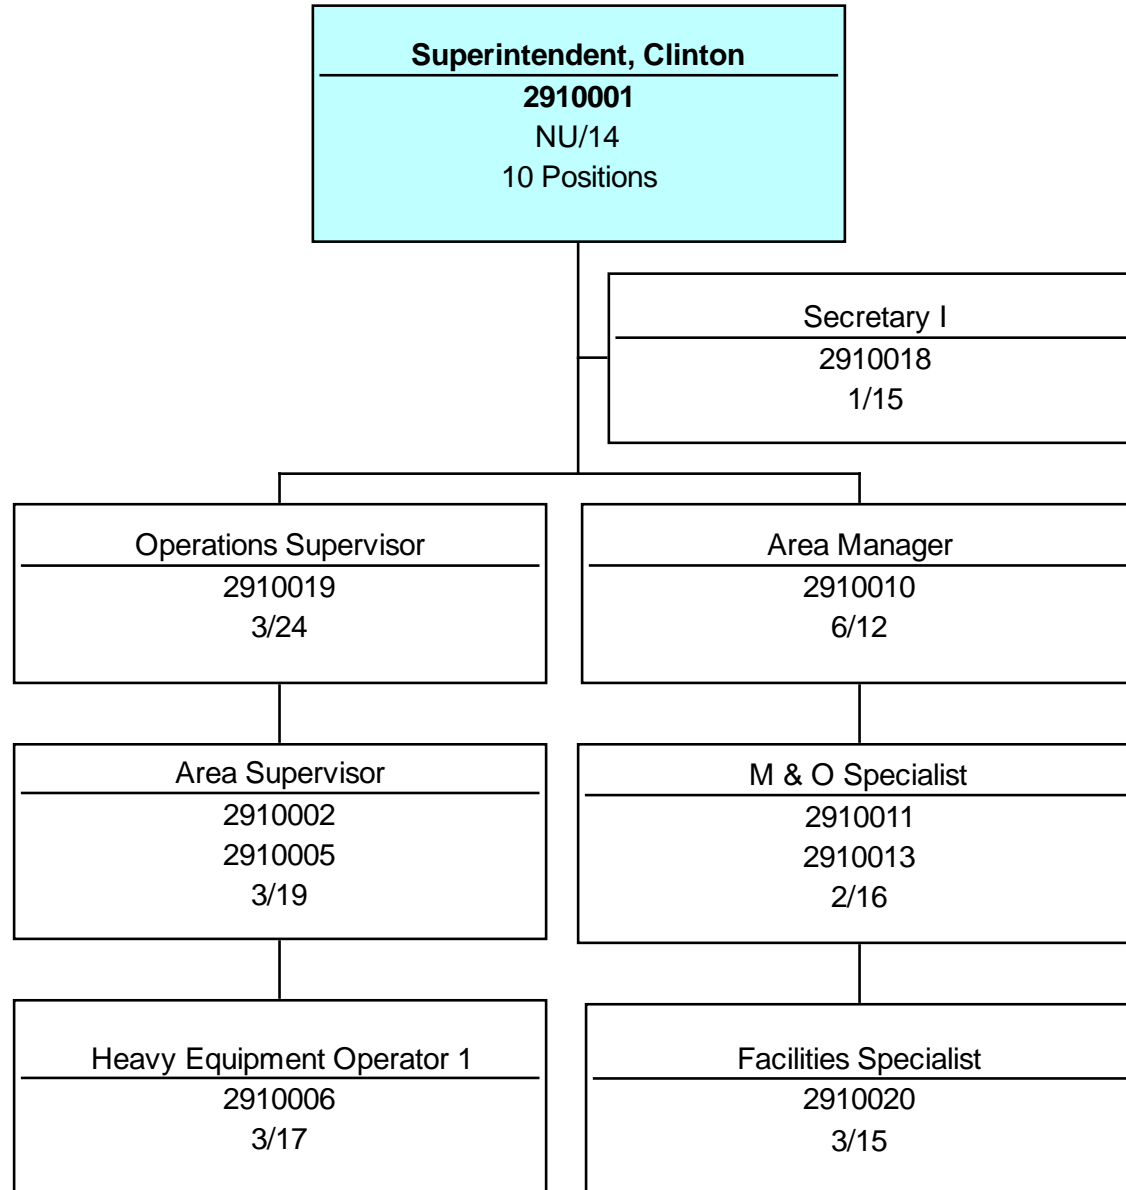 Superintendent, Clinton
2910001
NU/14
10 Positions
Secretary I
2910018
1/15
Operations Supervisor
2910019
3/24
Area Manager
2910010
6/12
Area Supervisor
2910002
2910005
3/19
M & O Specialist
2910011
2910013
2/16
Heavy Equipment Operator 1
2910006
3/17
Facilities Specialist
2910020
3/15